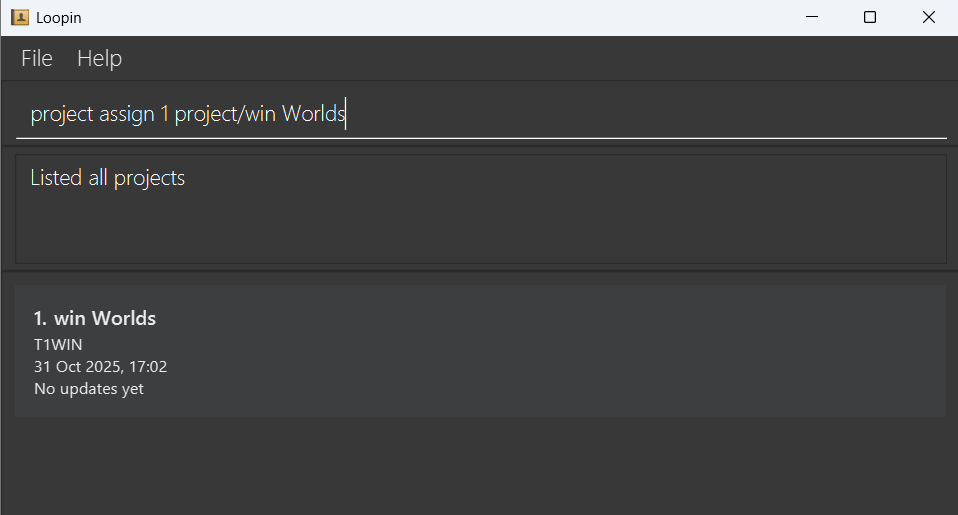 Loopin
File Help
project assign 1 project/win Worlds
Listed all projects
1. win Worlds
T1WIN
31 Oct 2025, 17:02
No updates yet